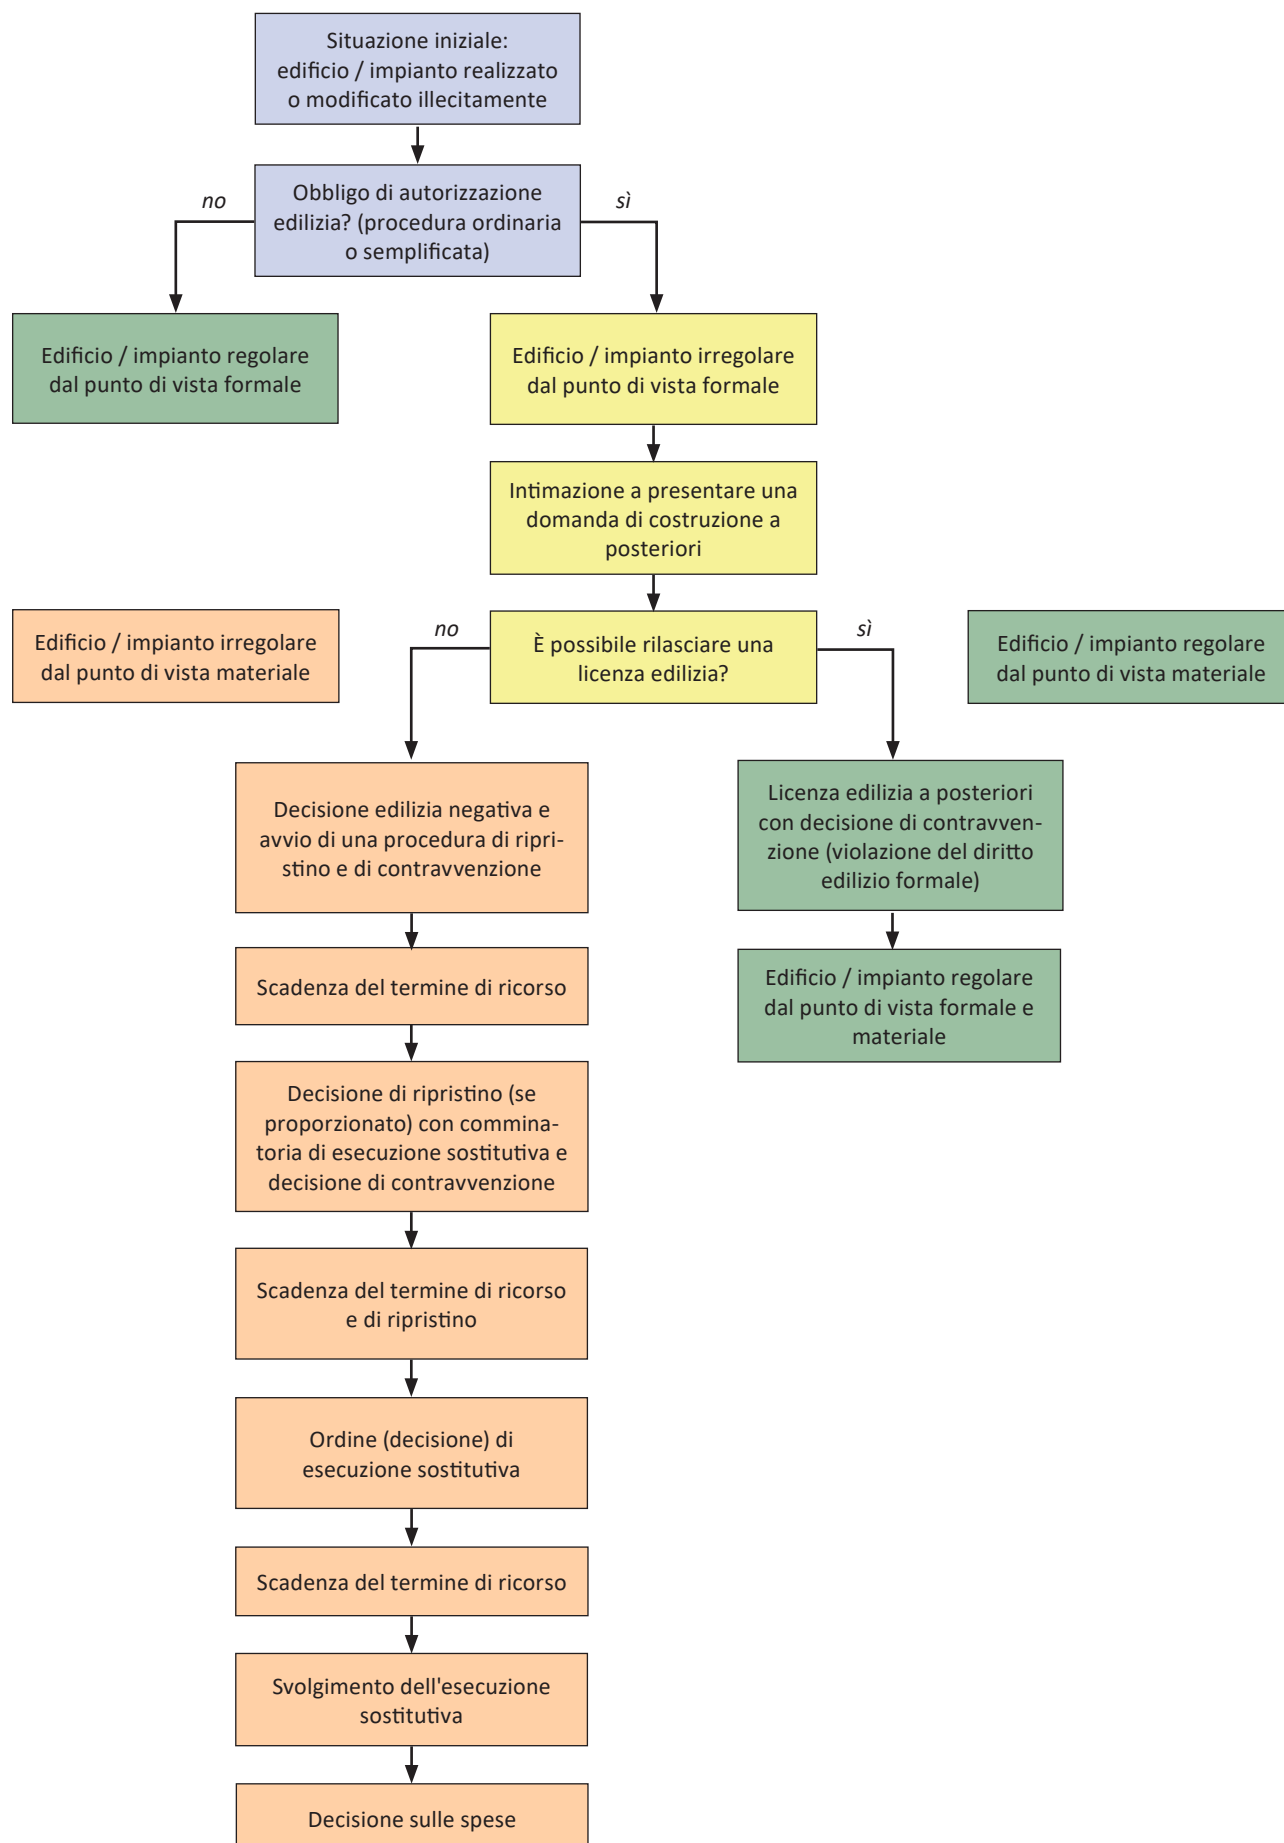 Situazione iniziale:
edificio / impianto realizzato
o modificato illecitamente
no
Obbligo di autorizzazione
edilizia? (procedura ordinaria
o semplificata)
sì
Edificio / impianto regolare
dal punto di vista formale
Edificio / impianto irregolare
dal punto di vista formale
Intimazione a presentare una
domanda di costruzione a
posteriori
Edificio / impianto irregolare
dal punto di vista materiale
no
È possibile rilasciare una
licenza edilizia?
sì
Edificio / impianto regolare
dal punto di vista materiale
Decisione edilizia negativa e
avvio di una procedura di ripri-
stino e di contravvenzione
Licenza edilizia a posteriori
con decisione di contravven-
zione (violazione del diritto
edilizio formale)
Scadenza del termine di ricorso
Edificio / impianto regolare
dal punto di vista formale e
materiale
Decisione di ripristino (se
proporzionato) con commina-
toria di esecuzione sostitutiva e
decisione di contravvenzione
Scadenza del termine di ricorso
e di ripristino
Ordine (decisione) di
esecuzione sostitutiva
Scadenza del termine di ricorso
Svolgimento dell'esecuzione
sostitutiva
Decisione sulle spese